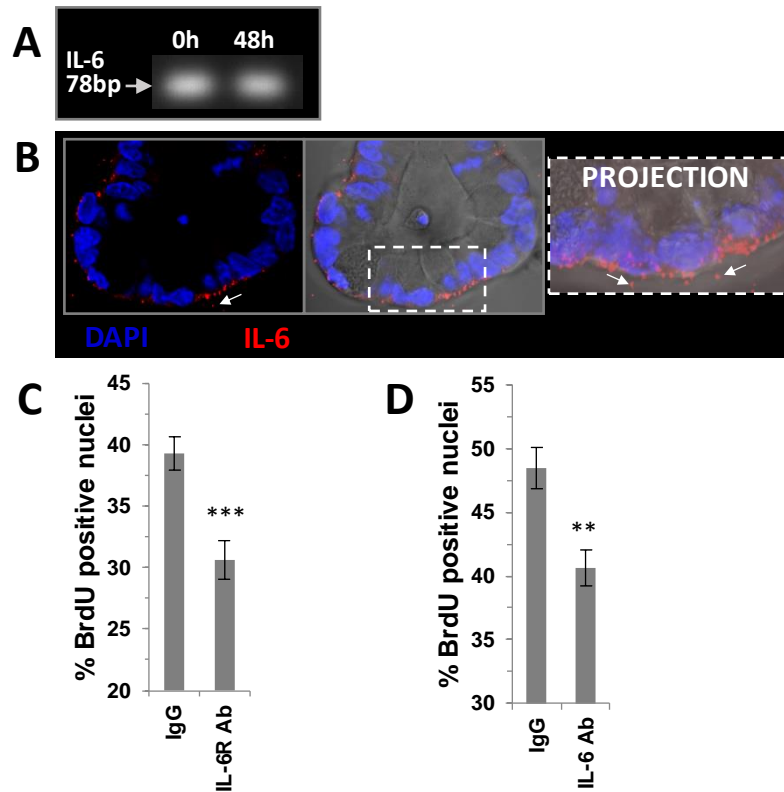 A
0h 48h
IL-6
78bp
B
PROJECTION
DAPI IL-6
C
% BrdU positive nuclei
45
40
35
30
25
20
***
IgG
IL-6R Ab
D
% BrdU positive nuclei
55
50
45
40
35
30
**
IgG
IL-6 Ab